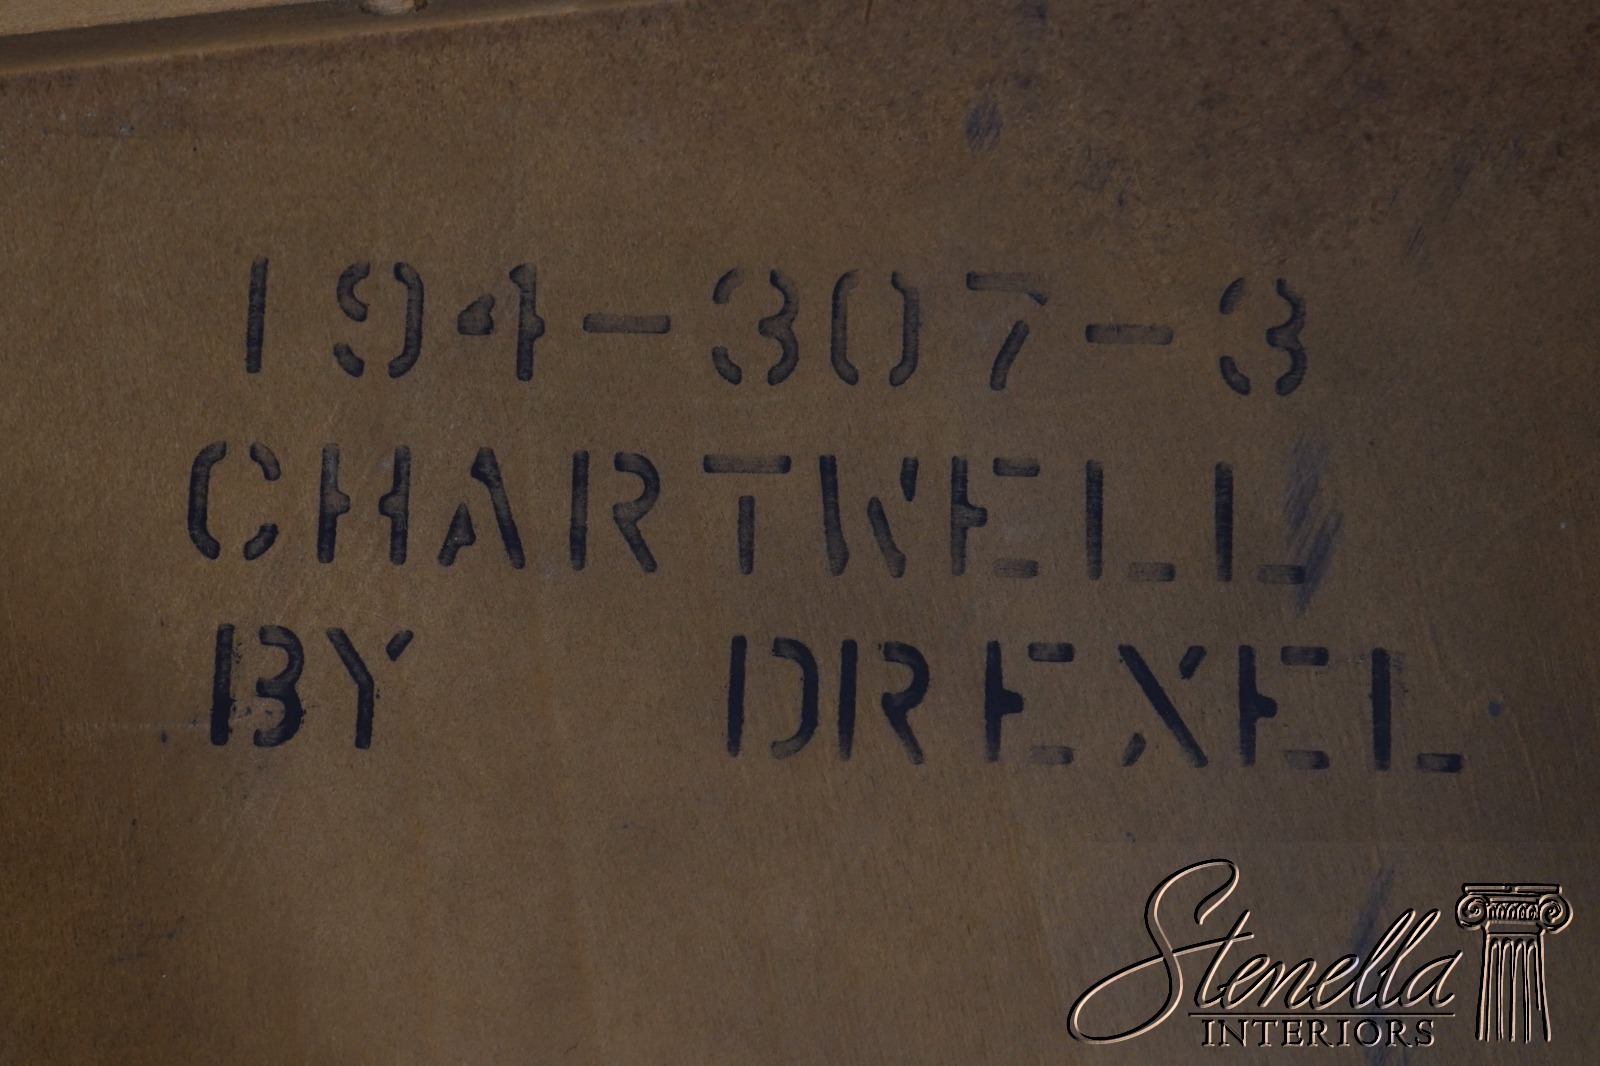 194-307-3
CHARTWELL
BY DREXEL
Stenella
INTERIORS